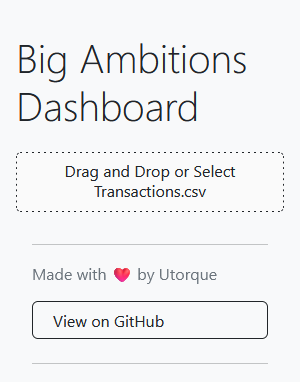 Big Ambitions
Dashboard
Drag and Drop or Select
Transactions.csv
Made with ❤️ by Utorque
View on GitHub